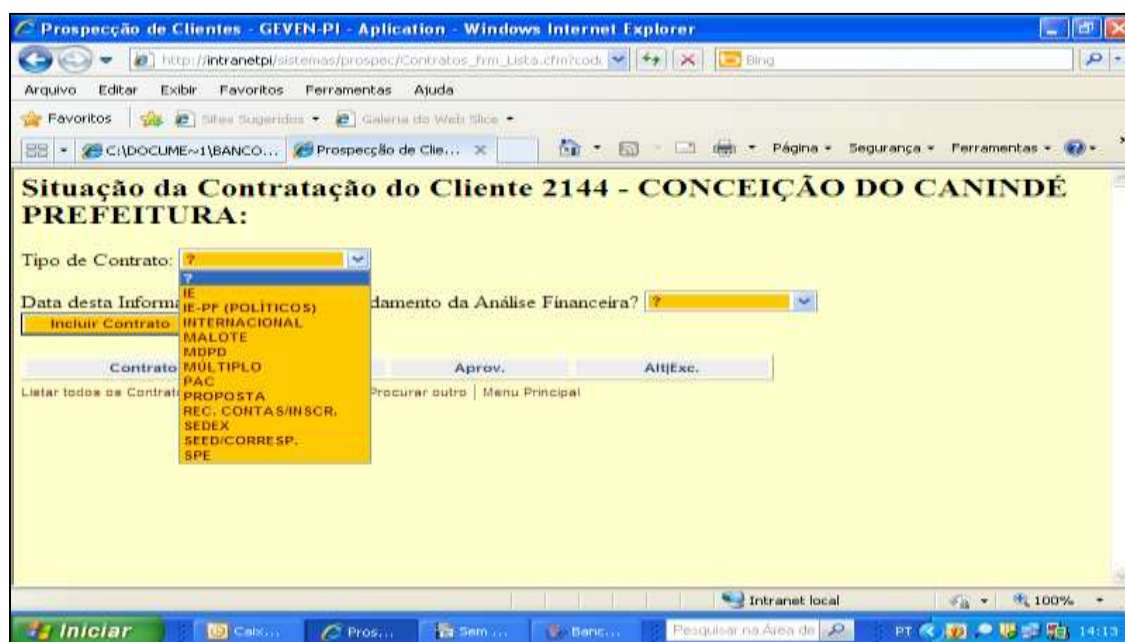 Prospecção de Clientes - GEVEN-PI - Aplication - Windows Internet Explorer
http://intranetpi/sistemas/prospec/Contratos_frm_Lista.cfm?codi
Bing
Arquivo Editar Exibir Favoritos Ferramentas Ajuda
Favoritos Sites Sugeridos Galeria do Web Slice
C:\DOCUME~1\BANCO... Prospecção de Clie... Página Segurança Ferramentas
Situação da Contratação do Cliente 2144 - CONCEIÇÃO DO CANINDÉ
PREFEITURA:
Tipo de Contrato: ?
?
IE
Data desta Informa damento da Análise Financeira? ?
IE-PF (POLÍTICOS)
Incluir Contrato INTERNACIONAL
MALOTE
MDPD
Contrato MÚLTIPLO Aprov. Alt|Exc.
PAC
Listar todos os Contrat Procurar outro | Menu Principal
PROPOSTA
REC. CONTAS/INSCR.
SEDEX
SEED/CORRESP.
SPE
Intranet local 100%
Iniciar Caix... Pros... Sem ... Banc... Pesquisar na Área de PT 14:13